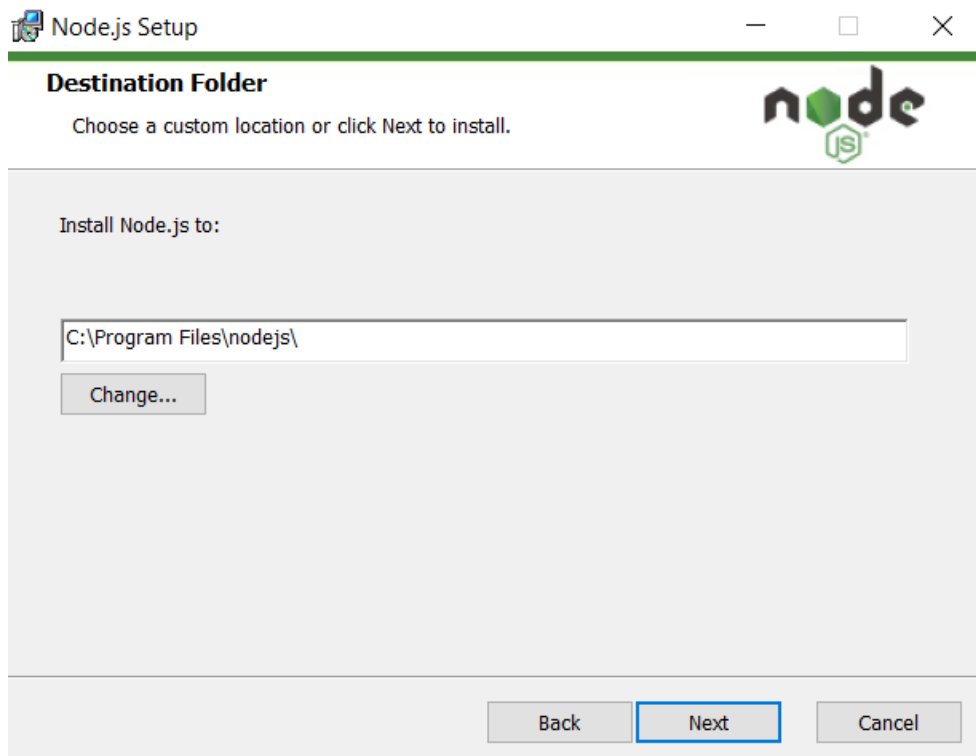 Node.js Setup
Destination Folder
Choose a custom location or click Next to install.
node
JS
Install Node.js to:
C:\Program Files\nodejs\
Change...
Back Next Cancel